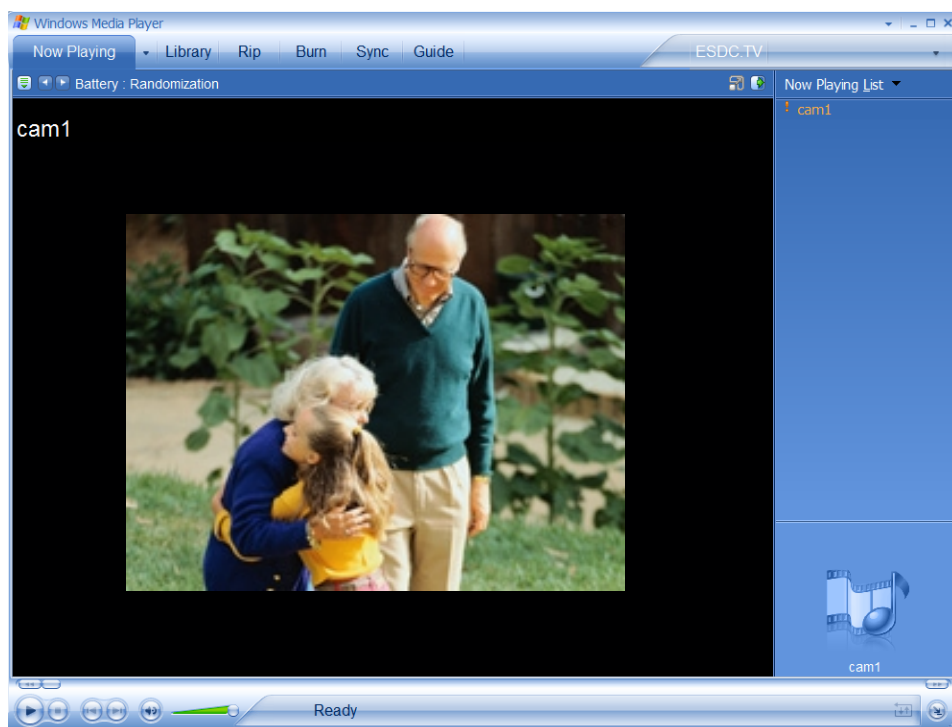 Windows Media Player
Now Playing Library Rip Burn Sync Guide ESDC.TV
Battery : Randomization
Now Playing List
cam1
cam1
cam1
Ready